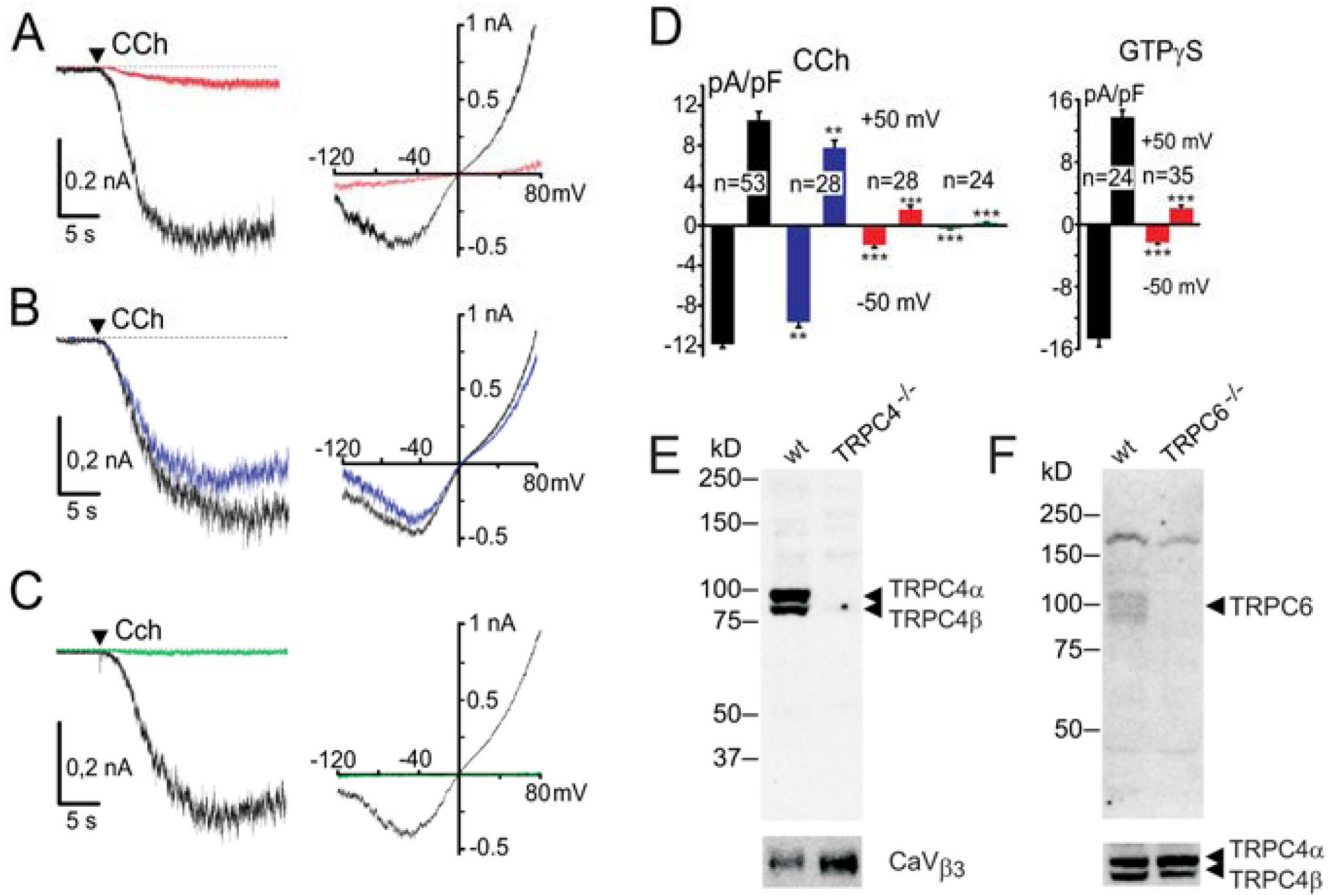 A
CCh
0.2 nA
5 s
1 nA
0.5
-120
-40
80mV
-0.5
B
CCh
0,2 nA
5 s
1 nA
0.5
-120
-40
80mV
-0.5
C
Cch
0,2 nA
5 s
1 nA
0.5
-120
-40
80mV
-0.5
D
CCh
pA/pF
12
8
4
0
-4
-8
-12
n=53
n=28
n=28
n=24
**
**
***
***
***
***
+50 mV
-50 mV
GTPγS
pA/pF
16
8
0
-8
-16
n=24
n=35
***
***
+50 mV
-50 mV
E
kD
wt
TRPC4 -/-
250
150
100
75
50
37
TRPC4α
TRPC4β
CaVβ3
F
kD
wt
TRPC6 -/-
250
150
100
75
50
TRPC6
TRPC4α
TRPC4β